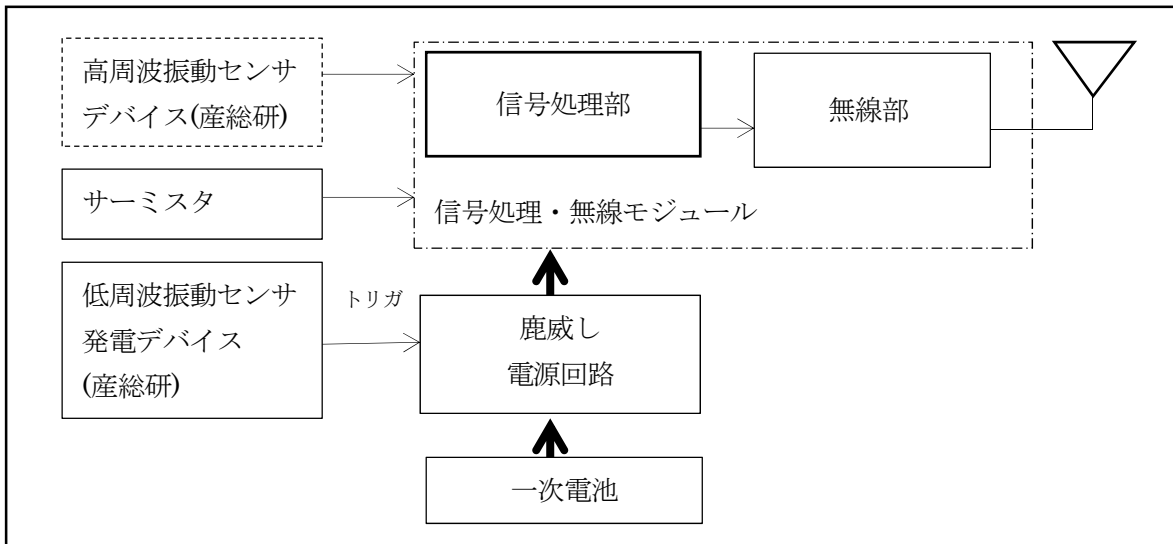 高周波振動センサ
デバイス(産総研)
信号処理部
無線部
サーミスタ
信号処理・無線モジュール
低周波振動センサ
発電デバイス
(産総研)
トリガ
鹿威し
電源回路
一次電池